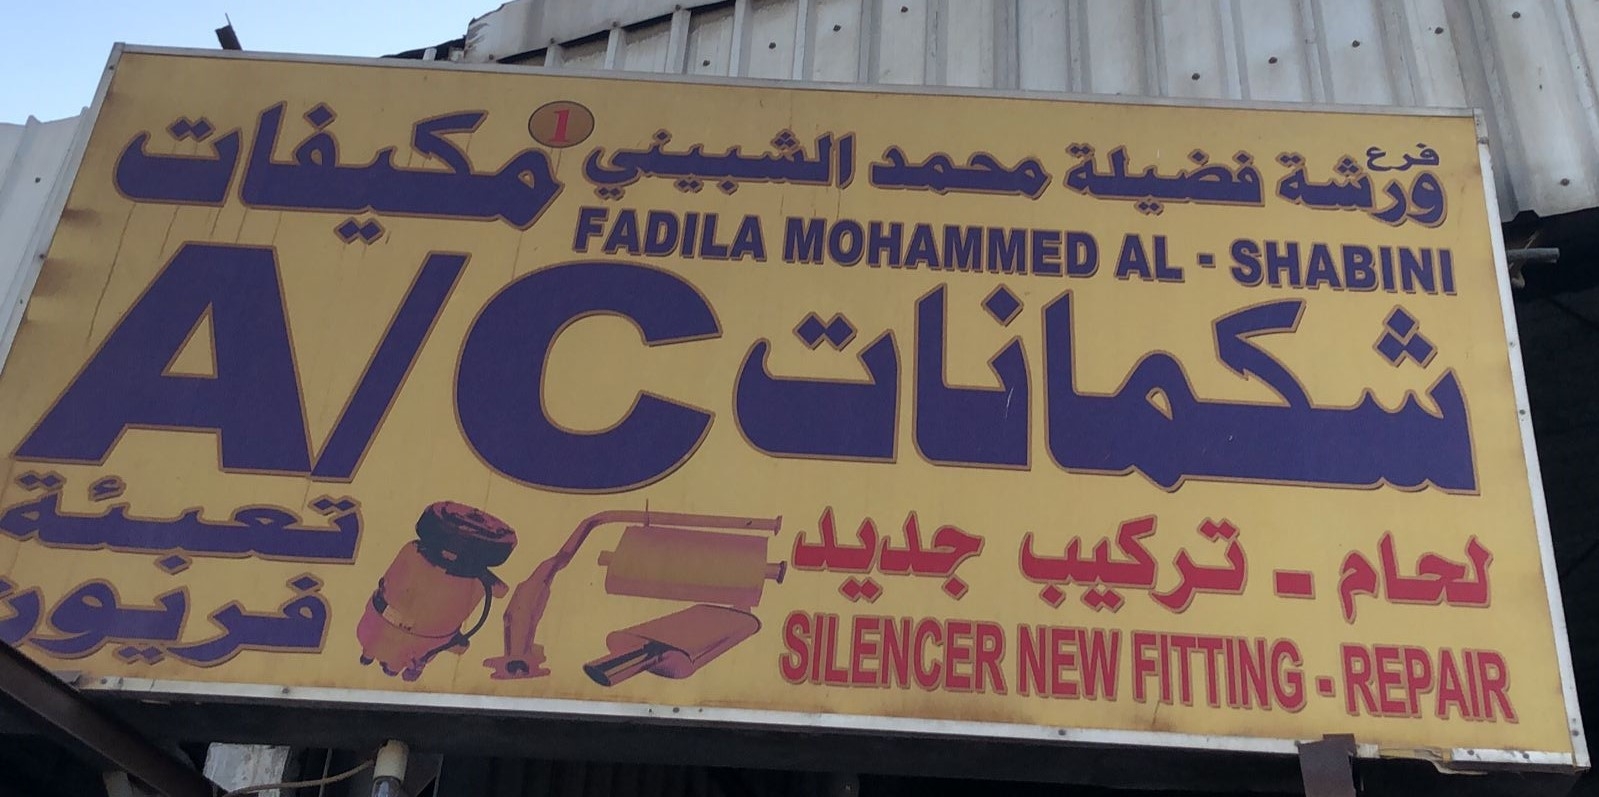 فرع
ورشة فضيلة محمد الشبيني
1
مكيفات
FADILA MOHAMMED AL - SHABINI
شكمانات
A/C
لحام - تركيب جديد
SILENCER NEW FITTING - REPAIR
تعبئة
فريون